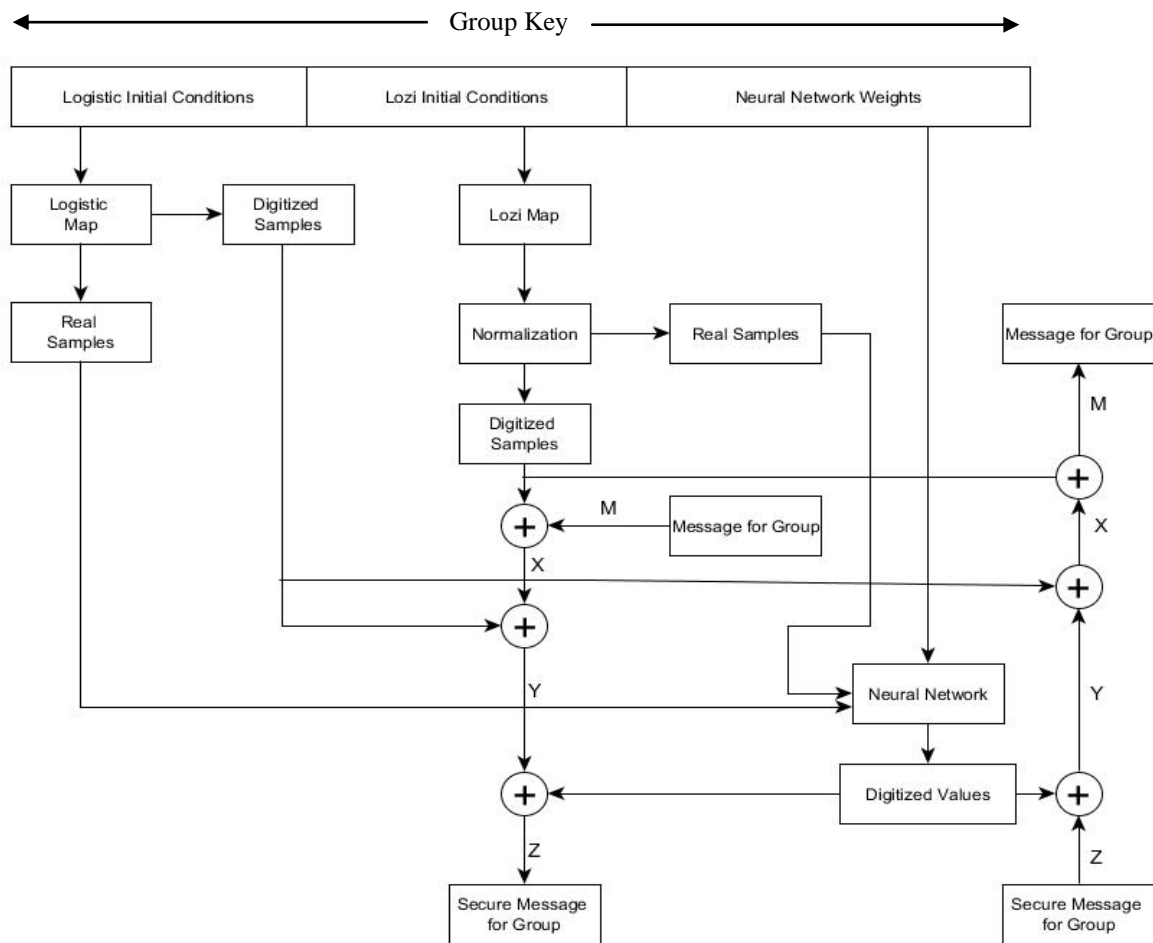 Group Key
Logistic Initial Conditions
Lozi Initial Conditions
Neural Network Weights
Logistic
Map
Digitized
Samples
Lozi Map
Real
Samples
Normalization
Real Samples
Message for Group
M
Digitized
Samples
+
M
Message for Group
+
X
X
+
+
Y
Neural Network
Y
+
Digitized Values
+
Z
Z
Secure Message
for Group
Secure Message
for Group